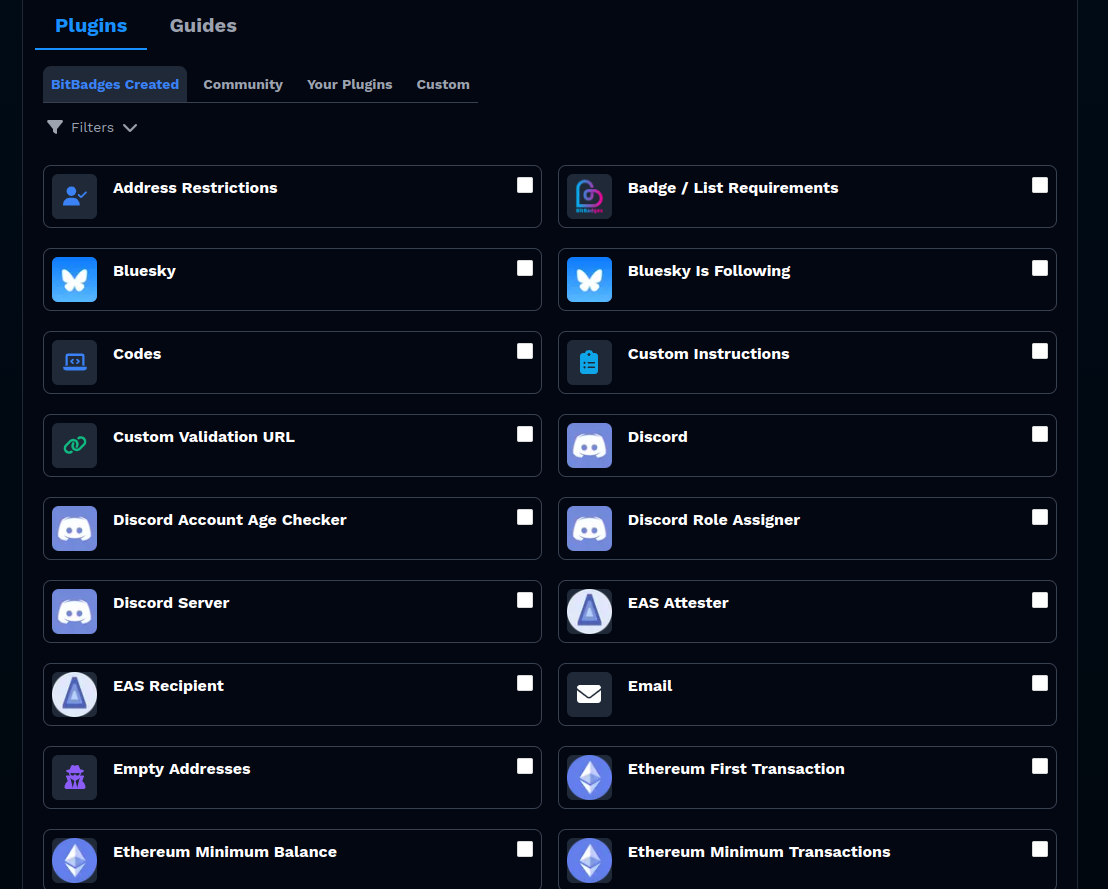 Plugins Guides
BitBadges Created Community Your Plugins Custom
Filters
Address Restrictions
BitBadges
Badge / List Requirements
Bluesky
Bluesky Is Following
Codes
Custom Instructions
Custom Validation URL
Discord
Discord Account Age Checker
Discord Role Assigner
Discord Server
EAS Attester
EAS Recipient
Email
Empty Addresses
Ethereum First Transaction
Ethereum Minimum Balance
Ethereum Minimum Transactions